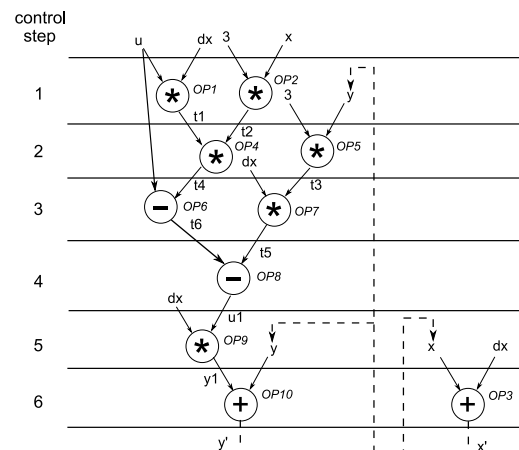 control
step
u dx 3 x
1 * OP1 * OP2 3 y
t1 t2
2 * OP4 dx * OP5
t4 t3
3 − OP6 * OP7
t6 t5
4 − OP8
dx u1
5 * OP9 y x dx
y1
6 + OP10 + OP3
y' x'